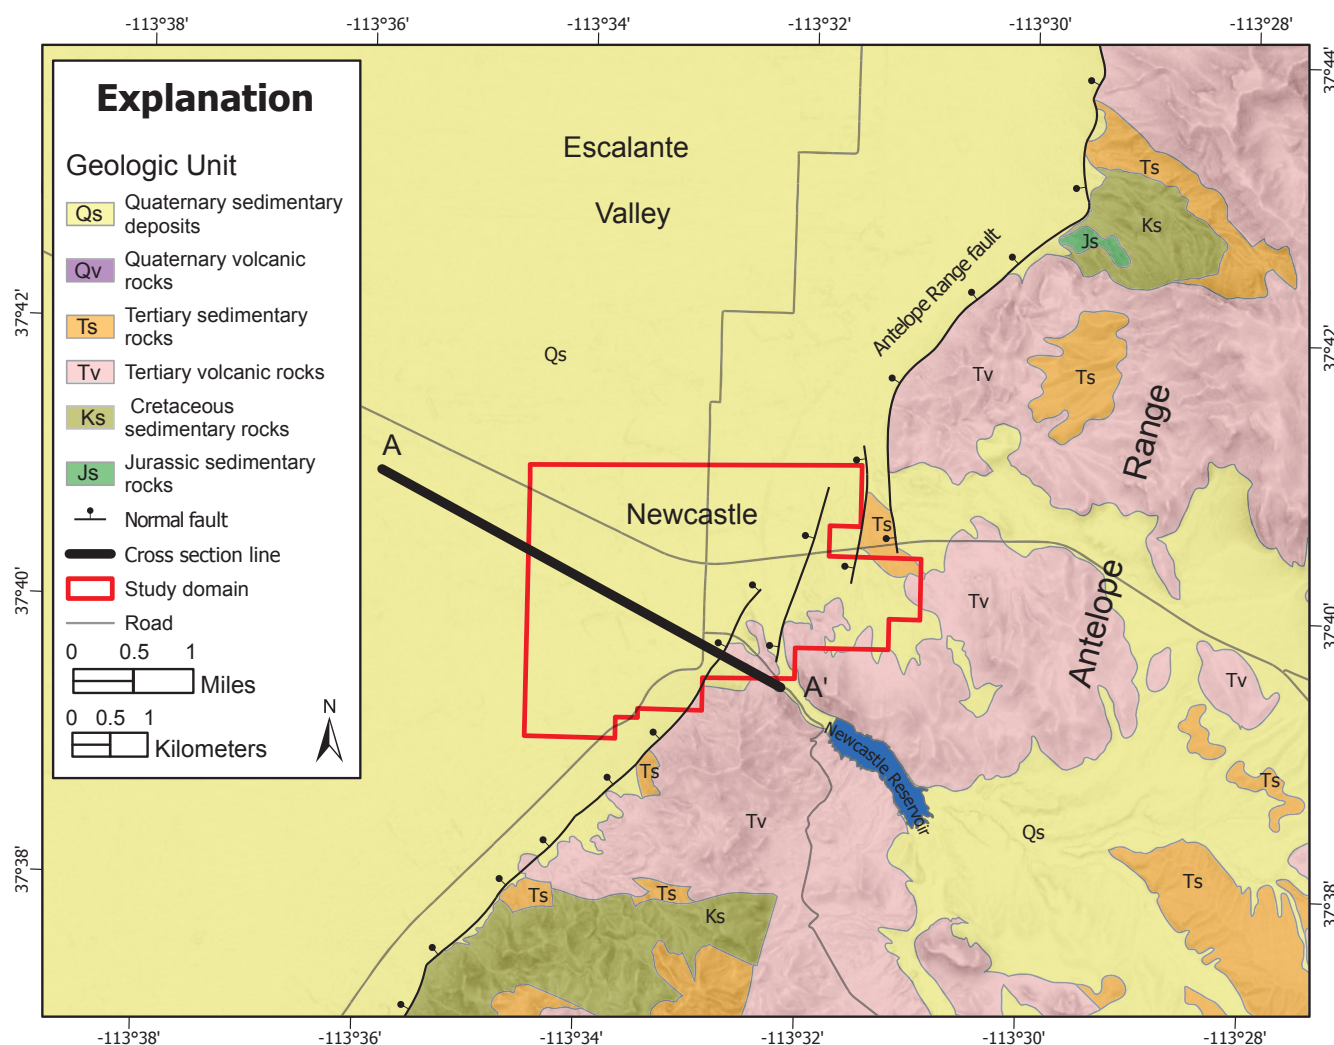 -113°38'
-113°36'
-113°34'
-113°32'
-113°30'
-113°28'
37°44'
37°42'
37°40'
37°38'
37°42'
37°40'
37°38'
Explanation
Geologic Unit
Qs Quaternary sedimentary
deposits
Qv Quaternary volcanic
rocks
Ts Tertiary sedimentary
rocks
Tv Tertiary volcanic rocks
Ks Cretaceous
sedimentary rocks
Js Jurassic sedimentary
rocks
Normal fault
Cross section line
Study domain
Road
0 0.5 1
Miles
0 0.5 1
Kilometers
N
Escalante
Valley
Ts
Ks
Js
Antelope Range fault
Qs
Tv
Ts
Range
A
Newcastle
Ts
Tv
Antelope
A'
Tv
Newcastle Reservoir
Ts
Ts
Tv
Qs
Ts
Ts
Ts
Ks
-113°38'
-113°36'
-113°34'
-113°32'
-113°30'
-113°28'